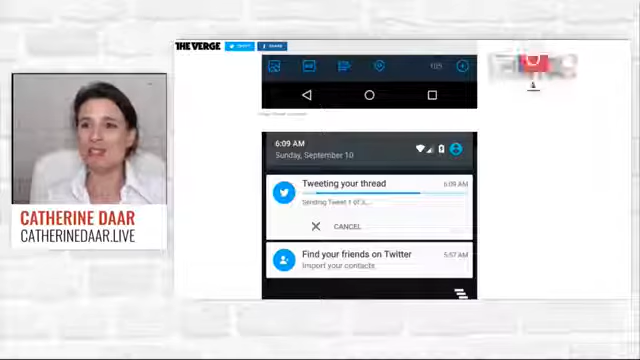 THE VERGE
SHARE
6:09 AM
Sunday, September 10
Tweeting your thread
6:09 AM
Sending Tweet 1 of
CANCEL
Find your friends on Twitter
5:57 AM
Import your contacts
CATHERINE DAAR
CATHERINEDAAR.LIVE